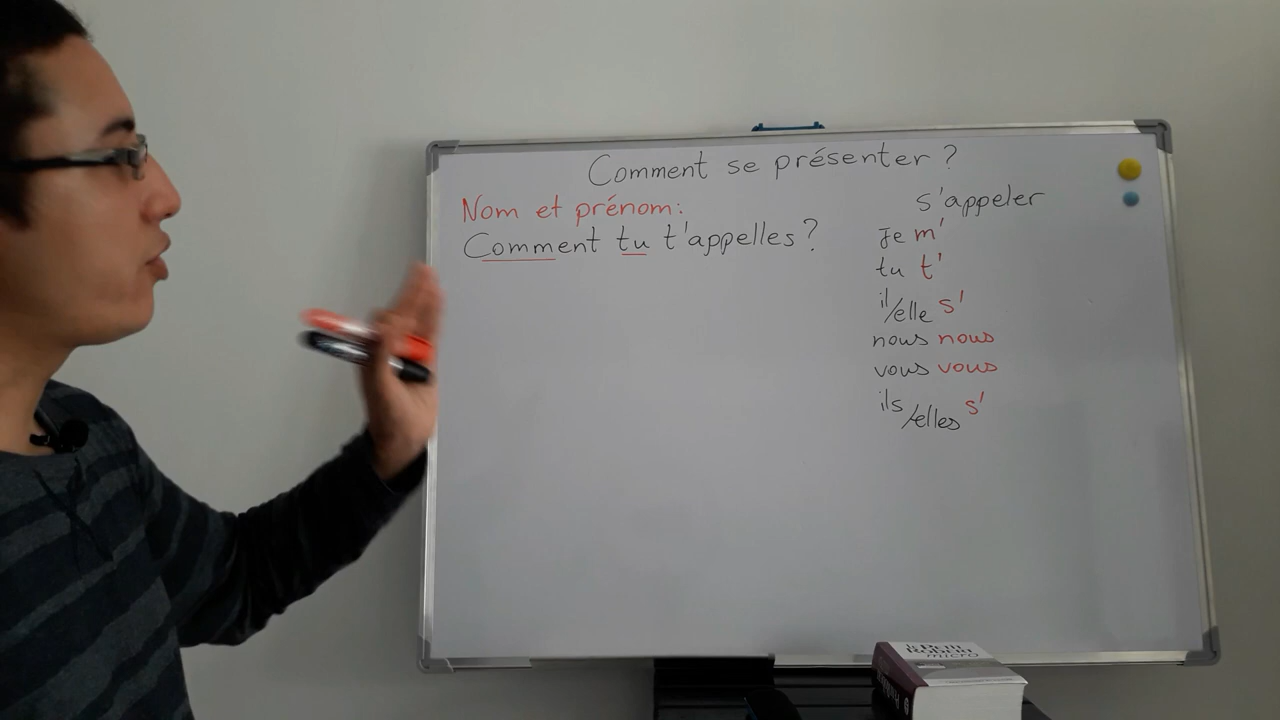 Comment se présenter ?
Nom et prénom:
Comment tu t'appelles ?
s'appeler
Je m'
tu t'
il/elle s'
nous nous
vous vous
ils/elles s'
micro